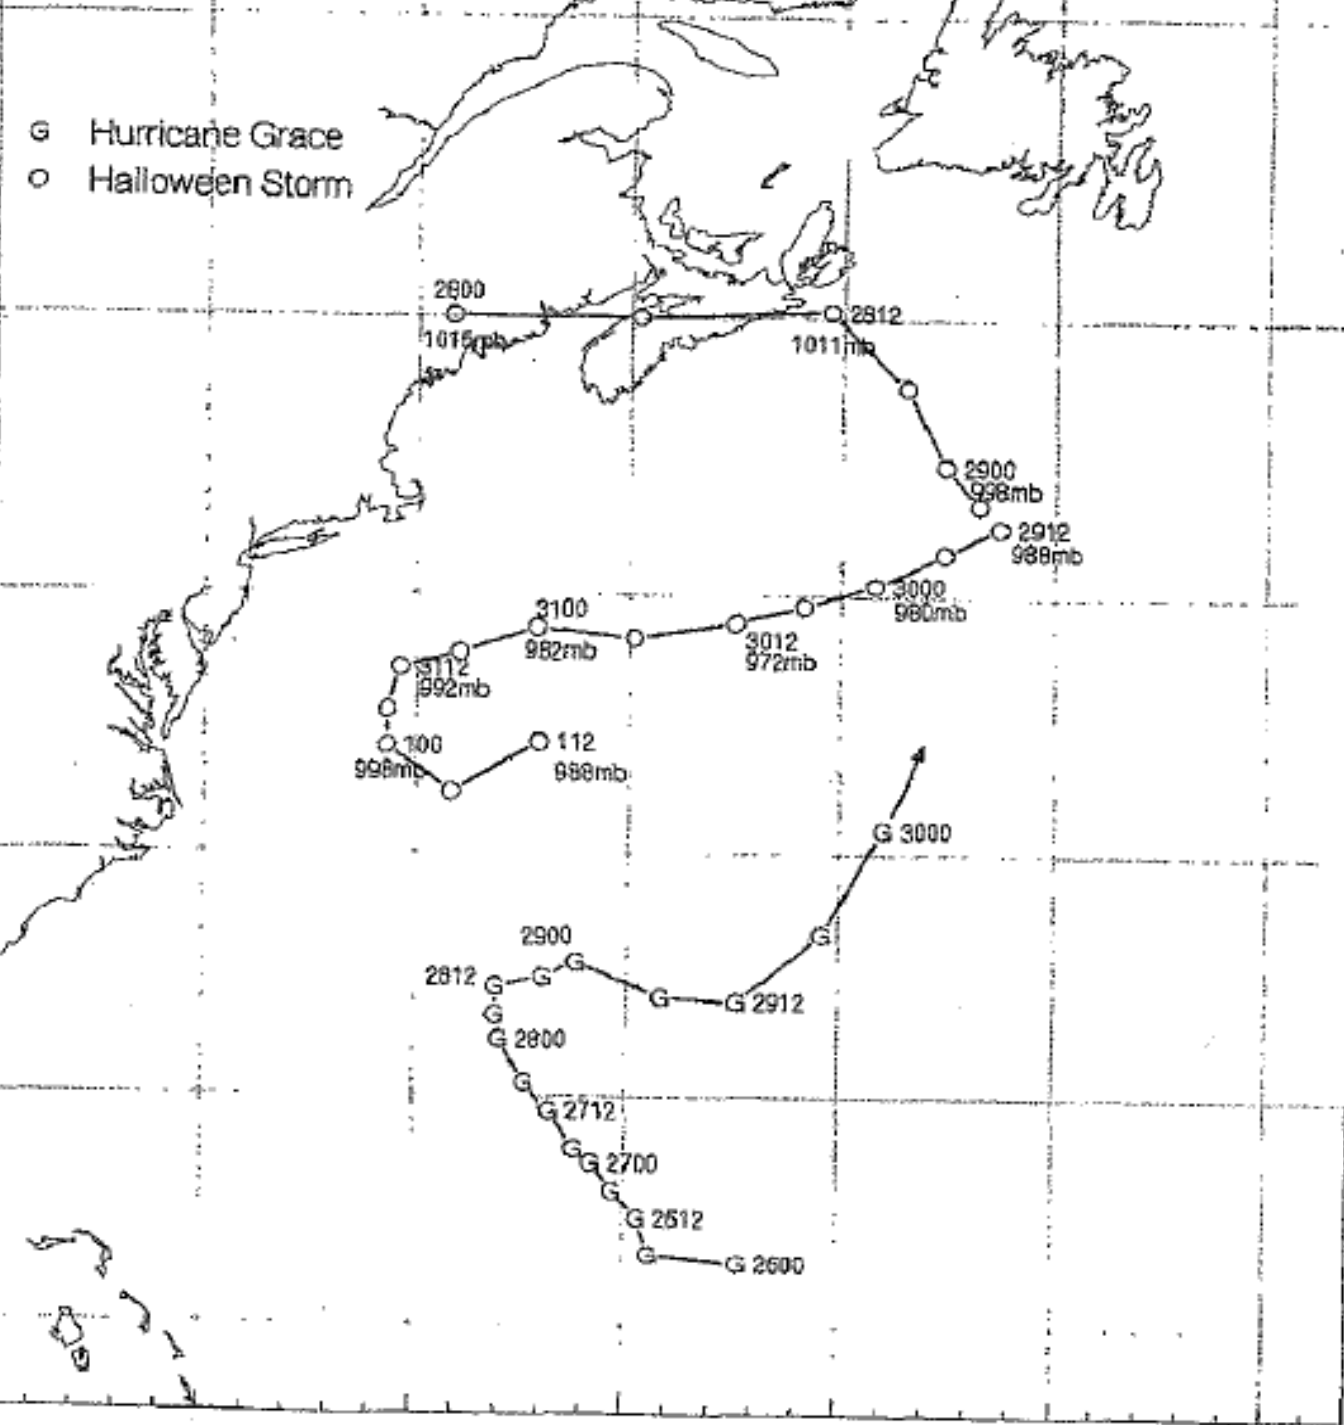 G Hurricane Grace
O Halloween Storm
2800
1016mb
2812
1011mb
2900
998mb
2912
988mb
3000
980mb
3012
972mb
3100
982mb
3112
992mb
100
998mb
112
988mb
G 3000
G
2900
2812
G G G
G G 2912
G
G 2800
G
G 2712
G
G 2700
G
G 2612
G
G 2600